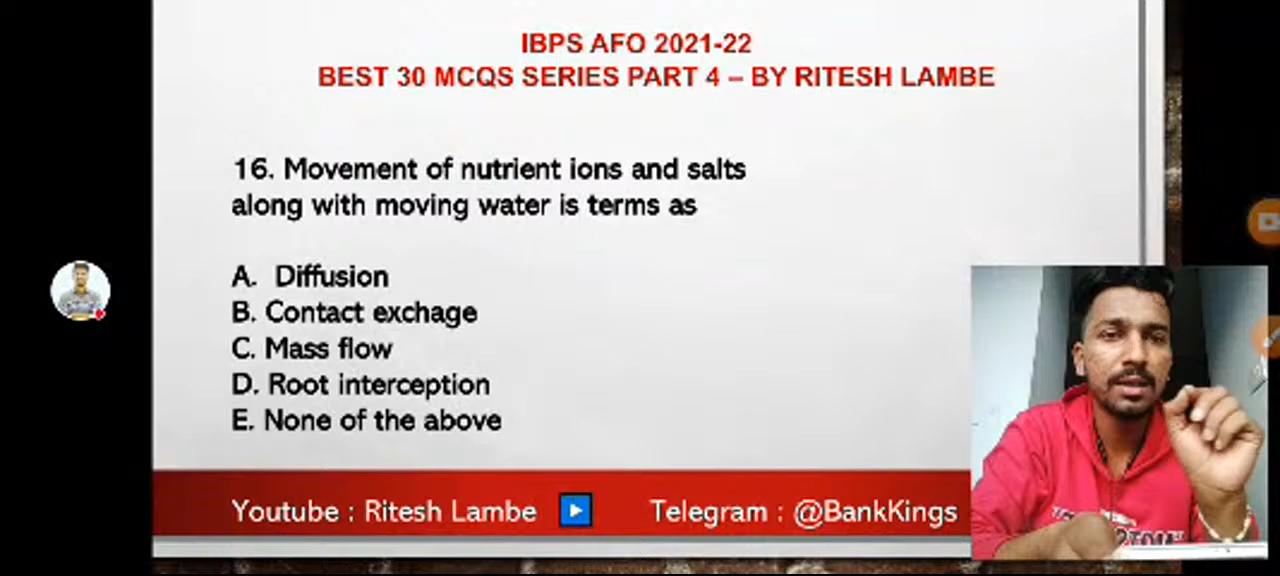 IBPS AFO 2021-22
BEST 30 MCQS SERIES PART 4 – BY RITESH LAMBE
16. Movement of nutrient ions and salts
along with moving water is terms as
A. Diffusion
B. Contact exchage
C. Mass flow
D. Root interception
E. None of the above
Youtube : Ritesh Lambe
Telegram : @BankKings